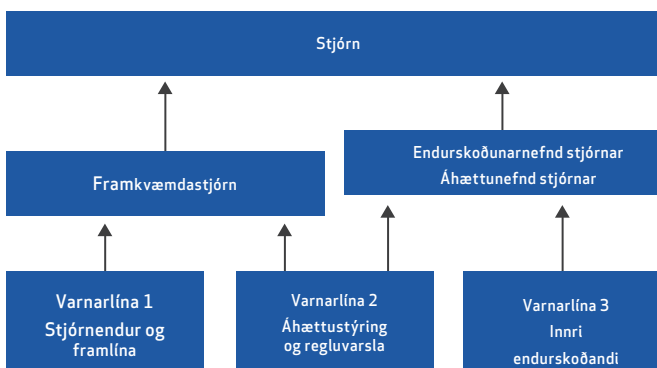 Stjórn
Framkvæmdastjórn
Endurskoðunarnefnd stjórnar
Áhættunefnd stjórnar
Varnarlína 1
Stjórnendur og
framlína
Varnarlína 2
Áhættustýring
og regluvarsla
Varnarlína 3
Innri
endurskoðandi